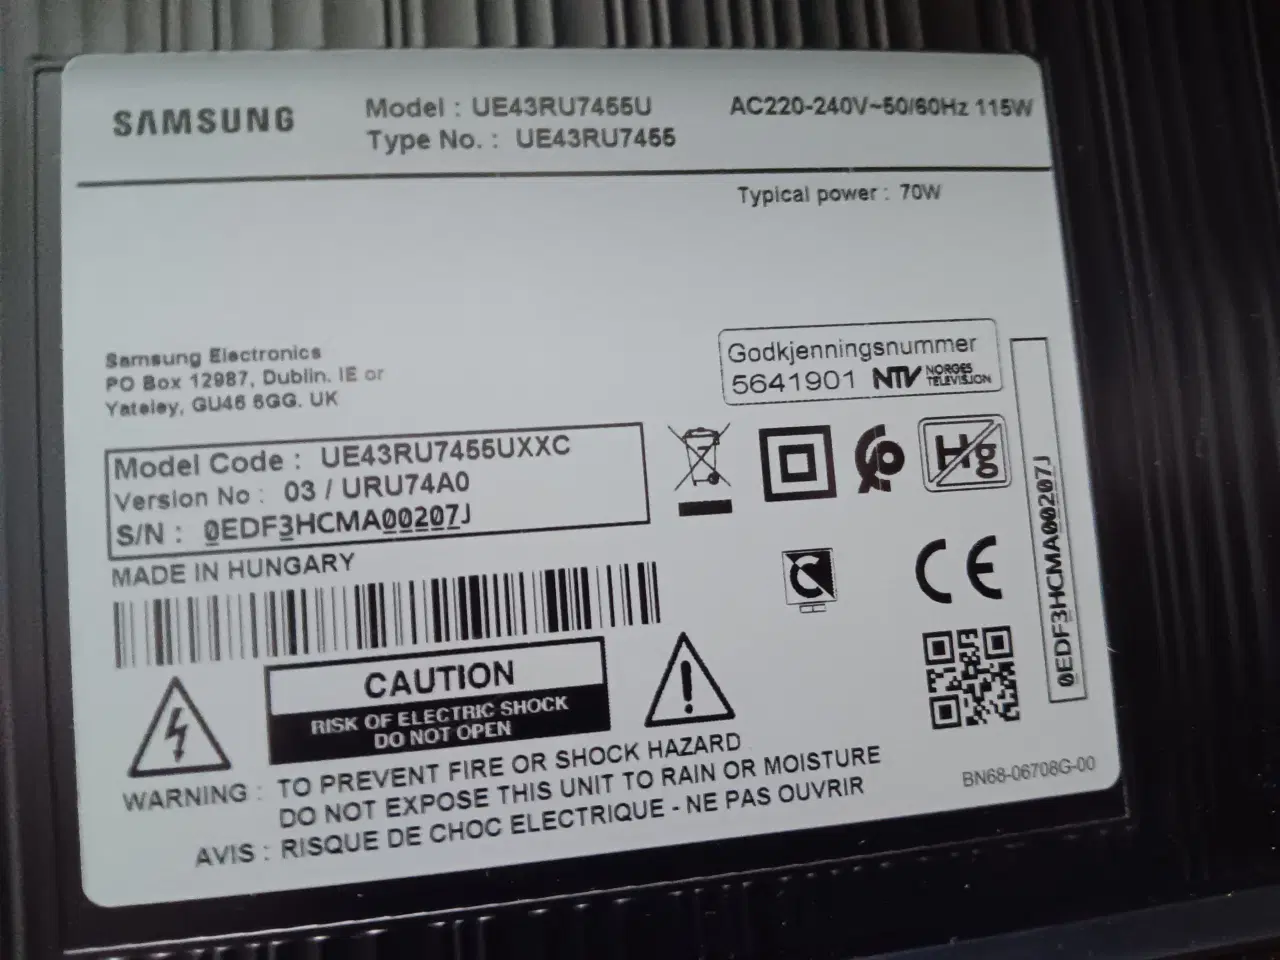 SAMSUNG
Model : UE43RU7455U
Type No. : UE43RU7455
AC220-240V~50/60Hz 115W
Typical power : 70W
Samsung Electronics
PO Box 12987, Dublin. IE or
Yateley, GU46 6GG. UK
Godkjenningsnummer
5641901 NTV NORGES TELEVISJON
Model Code : UE43RU7455UXXC
Version No : 03 / URU74A0
S/N : 0EDF3HCMA00207J
Hg
MADE IN HUNGARY
CE
0EDF3HCMA00207J
CAUTION
RISK OF ELECTRIC SHOCK
DO NOT OPEN
WARNING : TO PREVENT FIRE OR SHOCK HAZARD
DO NOT EXPOSE THIS UNIT TO RAIN OR MOISTURE
AVIS : RISQUE DE CHOC ELECTRIQUE - NE PAS OUVRIR
BN68-06708G-00